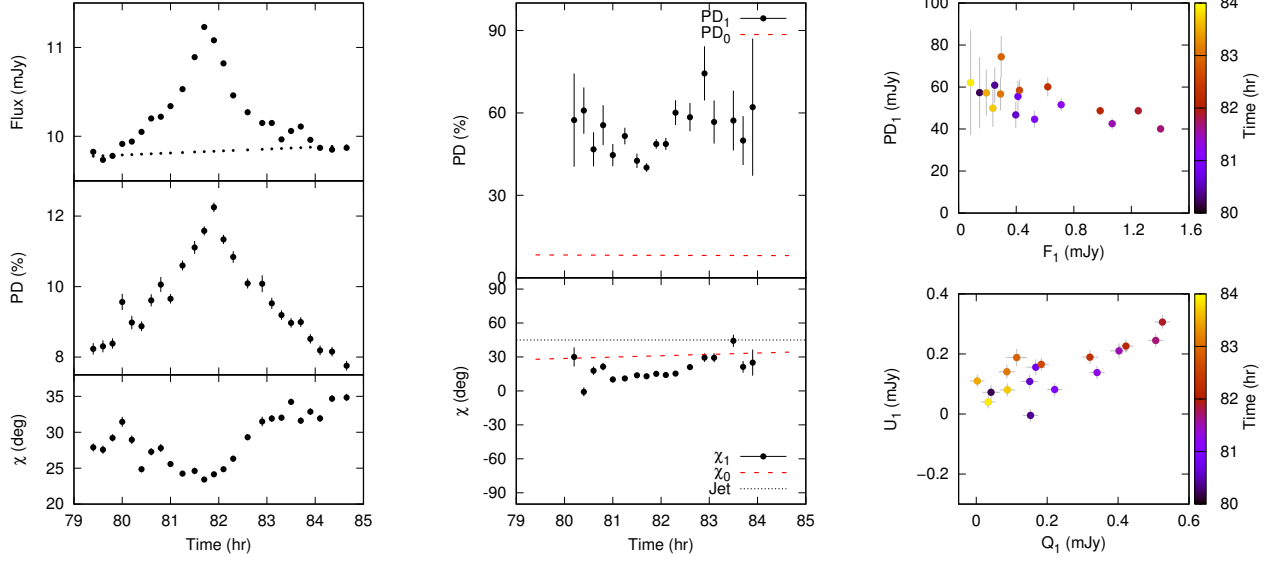 11
10
Flux (mJy)
12
10
8
PD (%)
35
30
25
20
χ (deg)
79 80 81 82 83 84 85
Time (hr)
90
60
30
0
PD (%)
PD₁
PD₀
90
60
30
0
-30
-60
-90
χ (deg)
χ₁
χ₀
Jet
79 80 81 82 83 84 85
Time (hr)
100
80
60
40
20
0
PD₁ (mJy)
0 0.4 0.8 1.2 1.6
F₁ (mJy)
84
83
82
81
80
Time (hr)
0.4
0.2
0
−0.2
U₁ (mJy)
0 0.2 0.4 0.6
Q₁ (mJy)
84
83
82
81
80
Time (hr)